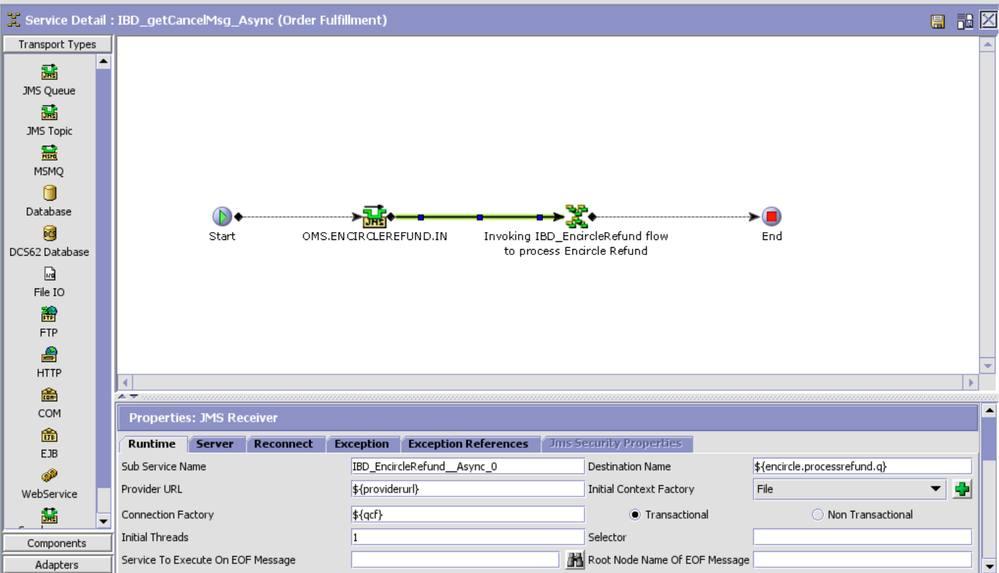 Service Detail : IBD_getCancelMsg_Async (Order Fulfillment)
Transport Types
JMS Queue
JMS Topic
MSMQ
Database
DCS62 Database
File IO
FTP
HTTP
COM
EJB
WebService
Components
Adapters
Start
OMS.ENCIRCLEREFUND.IN
Invoking IBD_EncircleRefund flow
to process Encircle Refund
End
Properties: JMS Receiver
Runtime Server Reconnect Exception Exception References Jms Security Properties
Sub Service Name IBD_EncircleRefund__Async_0 Destination Name ${encircle.processrefund.q}
Provider URL ${providerurl} Initial Context Factory File
Connection Factory ${qcf} Transactional Non Transactional
Initial Threads 1 Selector
Service To Execute On EOF Message Root Node Name Of EOF Message